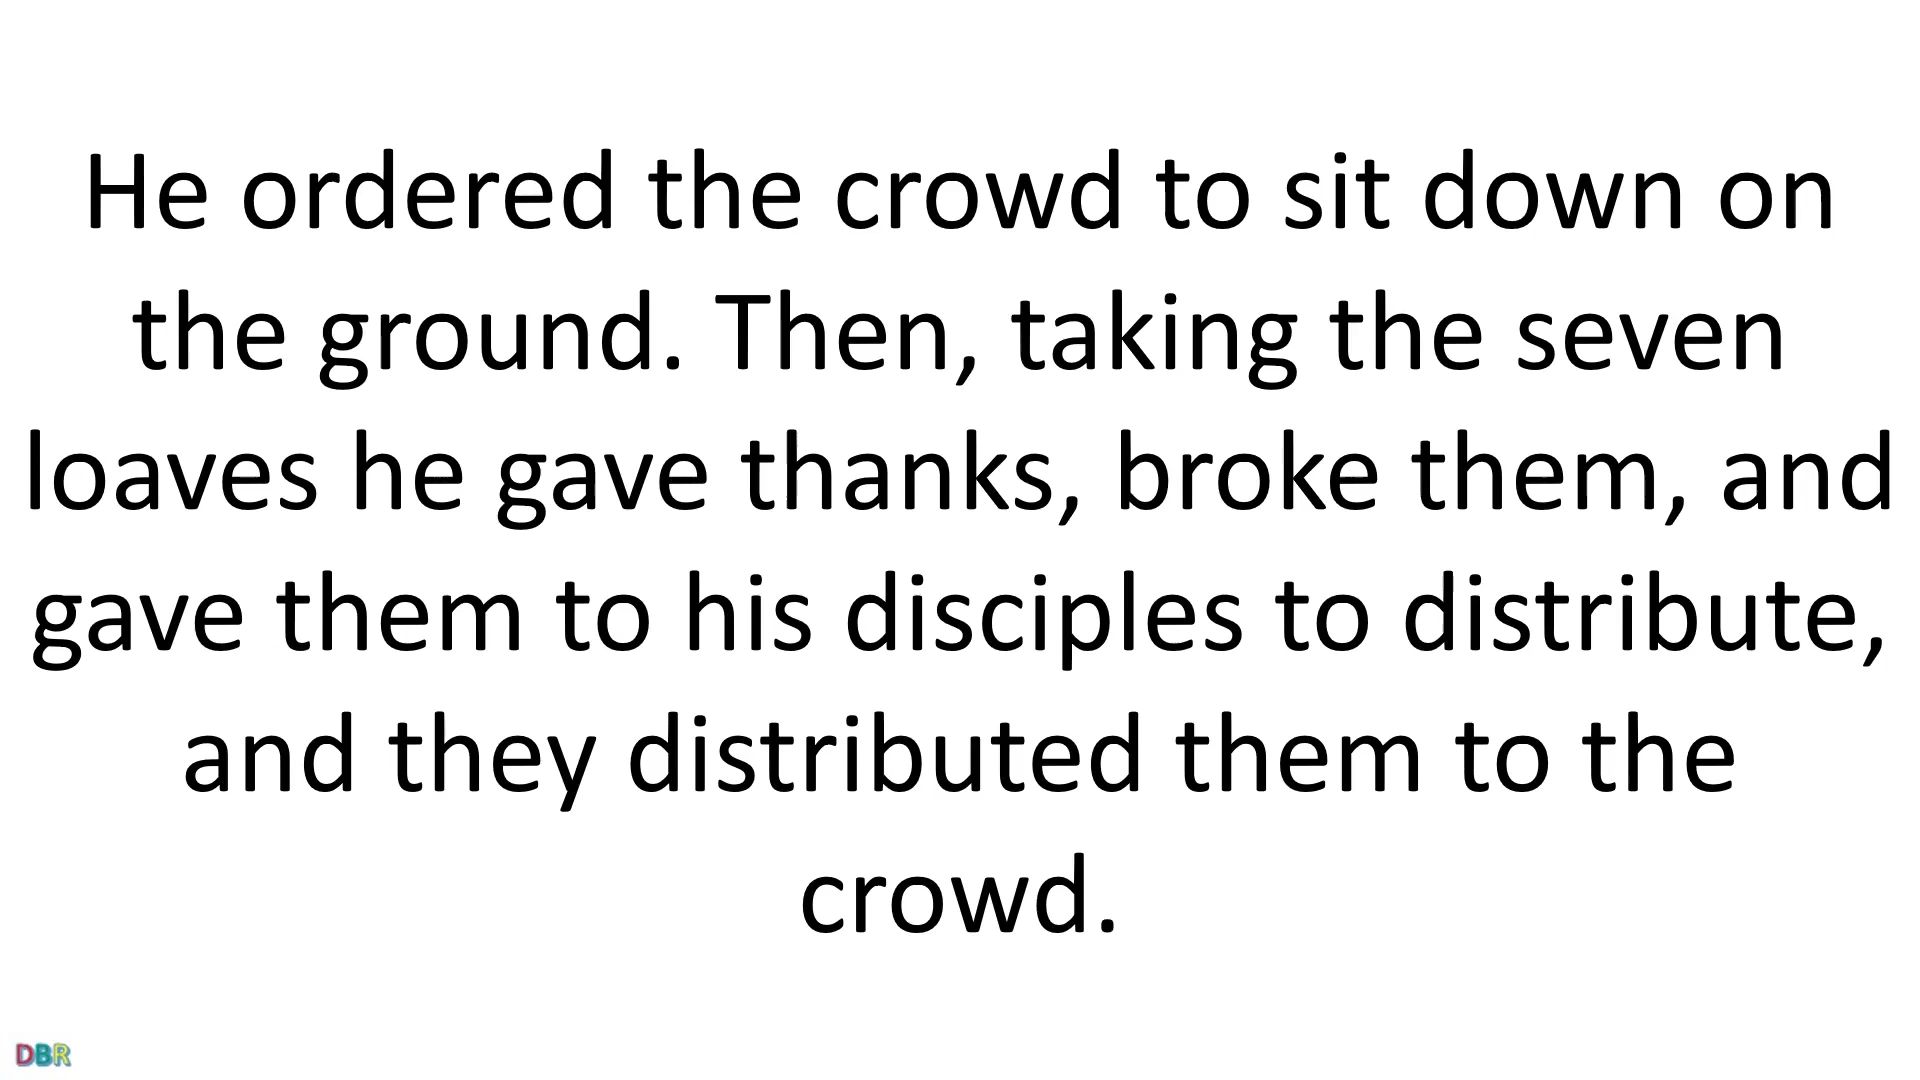 He ordered the crowd to sit down on
the ground. Then, taking the seven
loaves he gave thanks, broke them, and
gave them to his disciples to distribute,
and they distributed them to the
crowd.
DBR